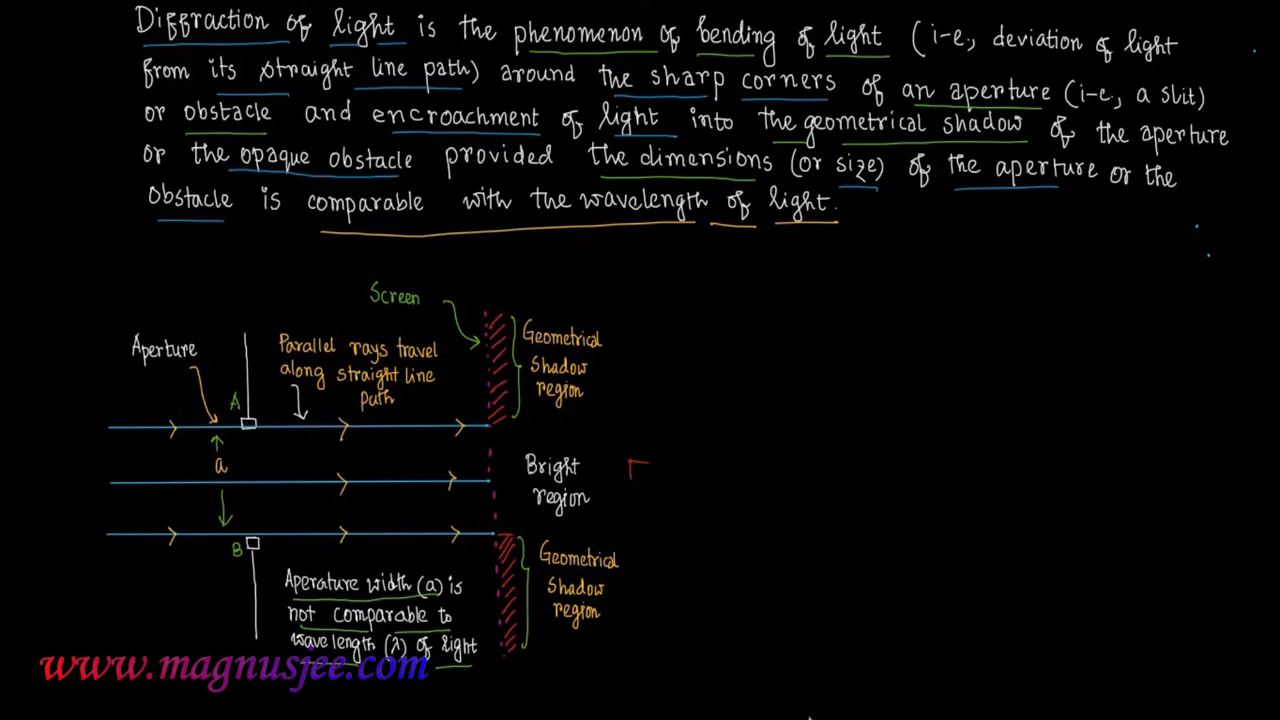 Diffraction of light is the phenomenon of bending of light (i-e, deviation of light
from its straight line path) around the sharp corners of an aperture (i-e, a slit)
or obstacle and encroachment of light into the geometrical shadow of the aperture
or the opaque obstacle provided the dimensions (or size) of the aperture or the
obstacle is comparable with the wavelength of light.
Screen
Aperture
Parallel rays travel
along straight line
path
Geometrical
Shadow
region
A
a
Bright
region
B
Geometrical
Shadow
region
Aperature width (a) is
not comparable to
wavelength (λ) of light
www.magnusjee.com